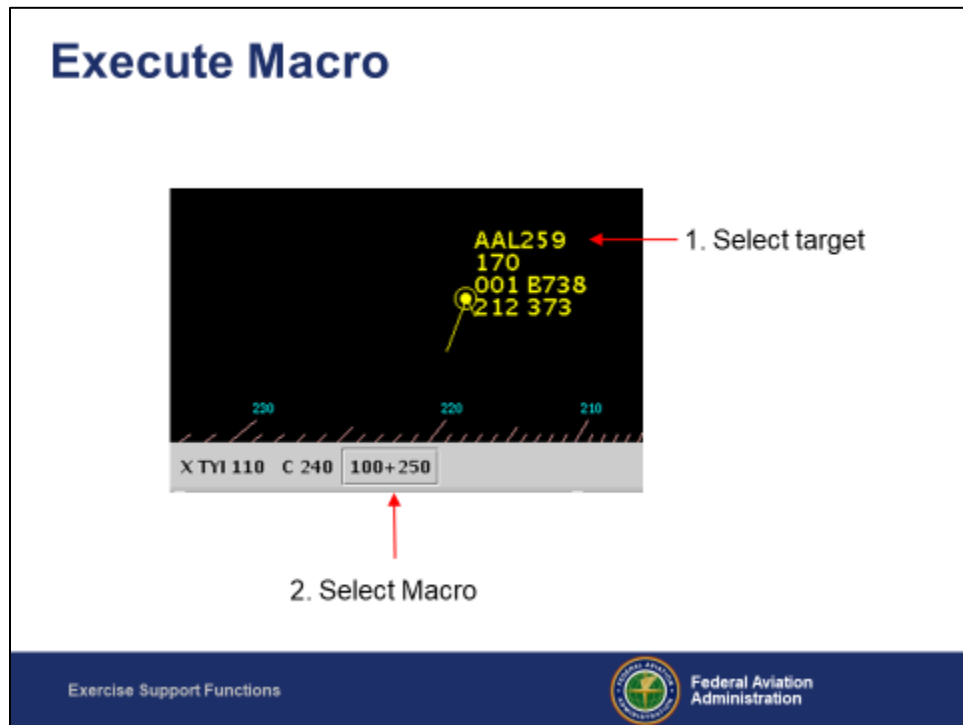 Execute Macro
AAL259
1. Select target
170
001 B738
212 373
230 220 210
X TYI 110 C 240 100+250
2. Select Macro
Exercise Support Functions
Federal Aviation
Administration